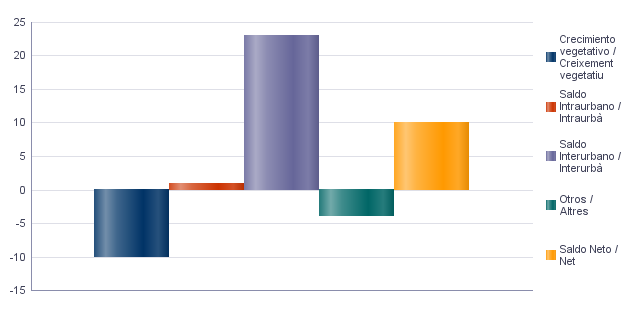 25
20
15
10
5
0
-5
-10
-15
Crecimiento
vegetativo /
Creixement
vegetatiu
Saldo
Intraurbano /
Intraurbà
Saldo
Interurbano /
Interurbà
Otros /
Altres
Saldo Neto /
Net